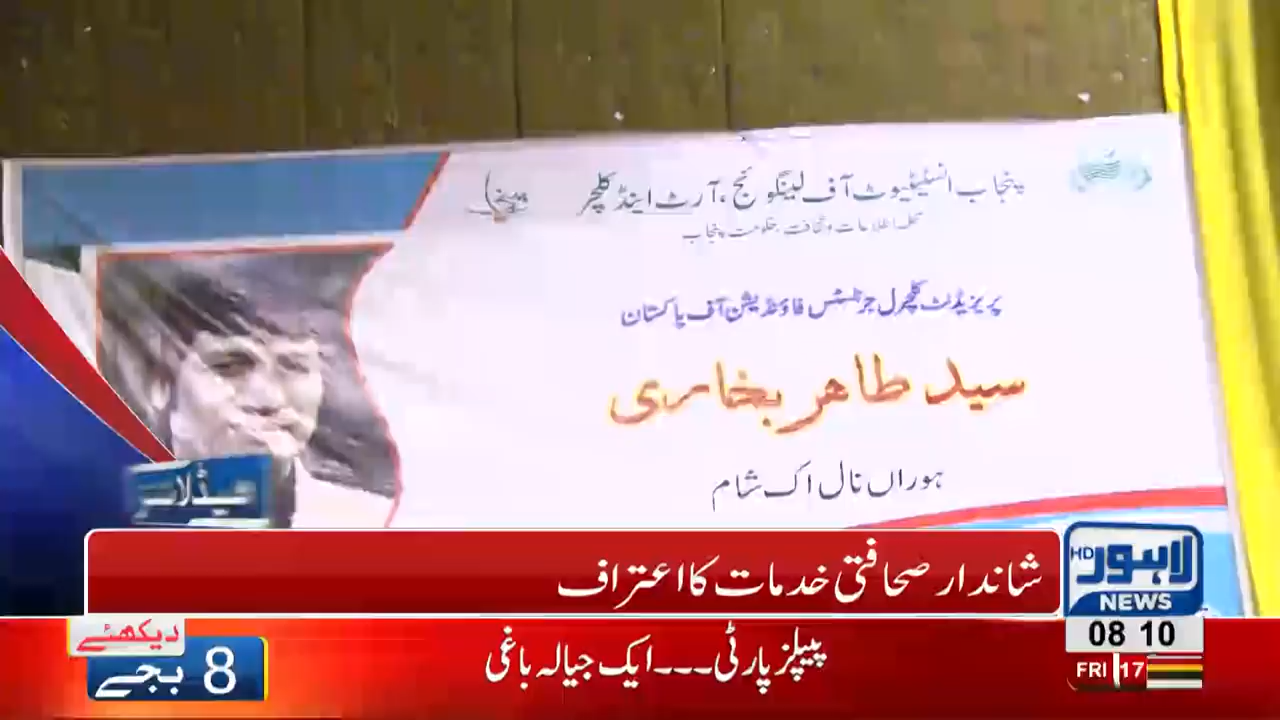 پنجاب انسٹیٹیوٹ آف لینگوئج، آرٹ اینڈ کلچر
محکمہ اطلاعات و ثقافت حکومت پنجاب
پریزیڈنٹ کلچرل جرنلسٹس فاؤنڈیشن آف پاکستان
سید طاہر بخاری
ہوراں نال اک شام
ہیڈلائنز
شاندار صحافتی خدمات کا اعتراف
HD لاہور
NEWS
08 10
FRI 17
دیکھئے
8 بجے
پیپلز پارٹی ۔۔۔ ایک جیالہ باغی